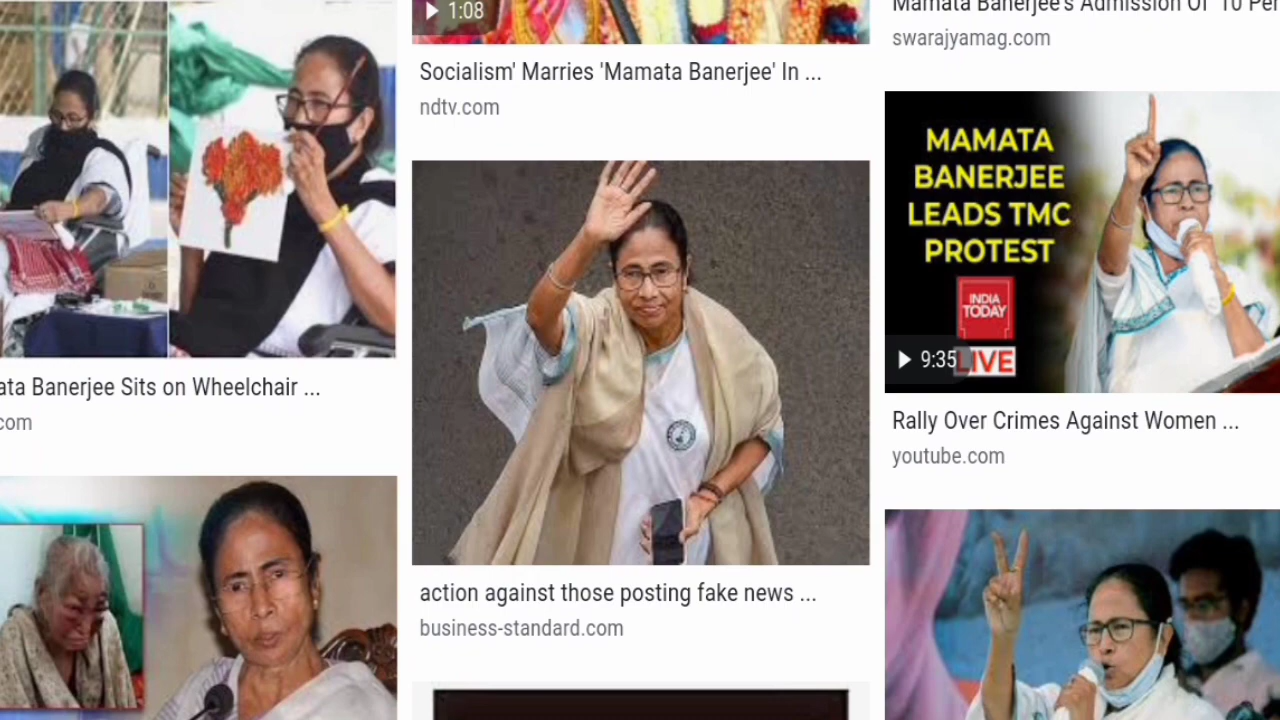 1:08
Socialism' Marries 'Mamata Banerjee' In ...
ndtv.com
Mamata Banerjee's Admission Of '10 Per
swarajyamag.com
MAMATA
BANERJEE
LEADS TMC
PROTEST
INDIA
TODAY
9:35
LIVE
ata Banerjee Sits on Wheelchair ...
com
Rally Over Crimes Against Women ...
youtube.com
action against those posting fake news ...
business-standard.com